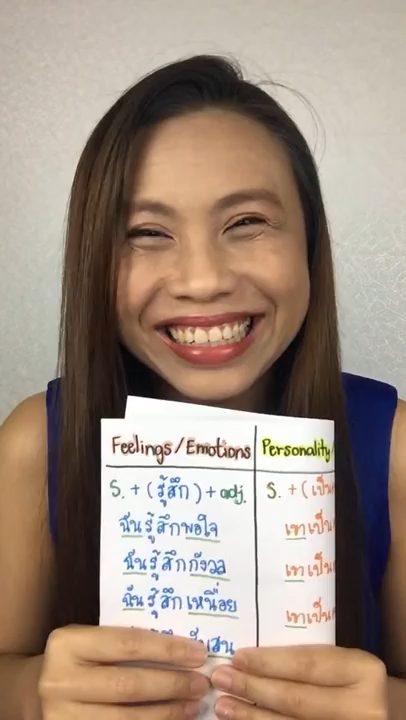 Feelings/Emotions Personality/
S. + (รู้สึก) + adj. S. + (เป็น
ฉันรู้สึกพอใจ เขาเป็น
ฉันรู้สึกกังวล เขาเป็น
ฉันรู้สึกเหนื่อย เขาเป็น